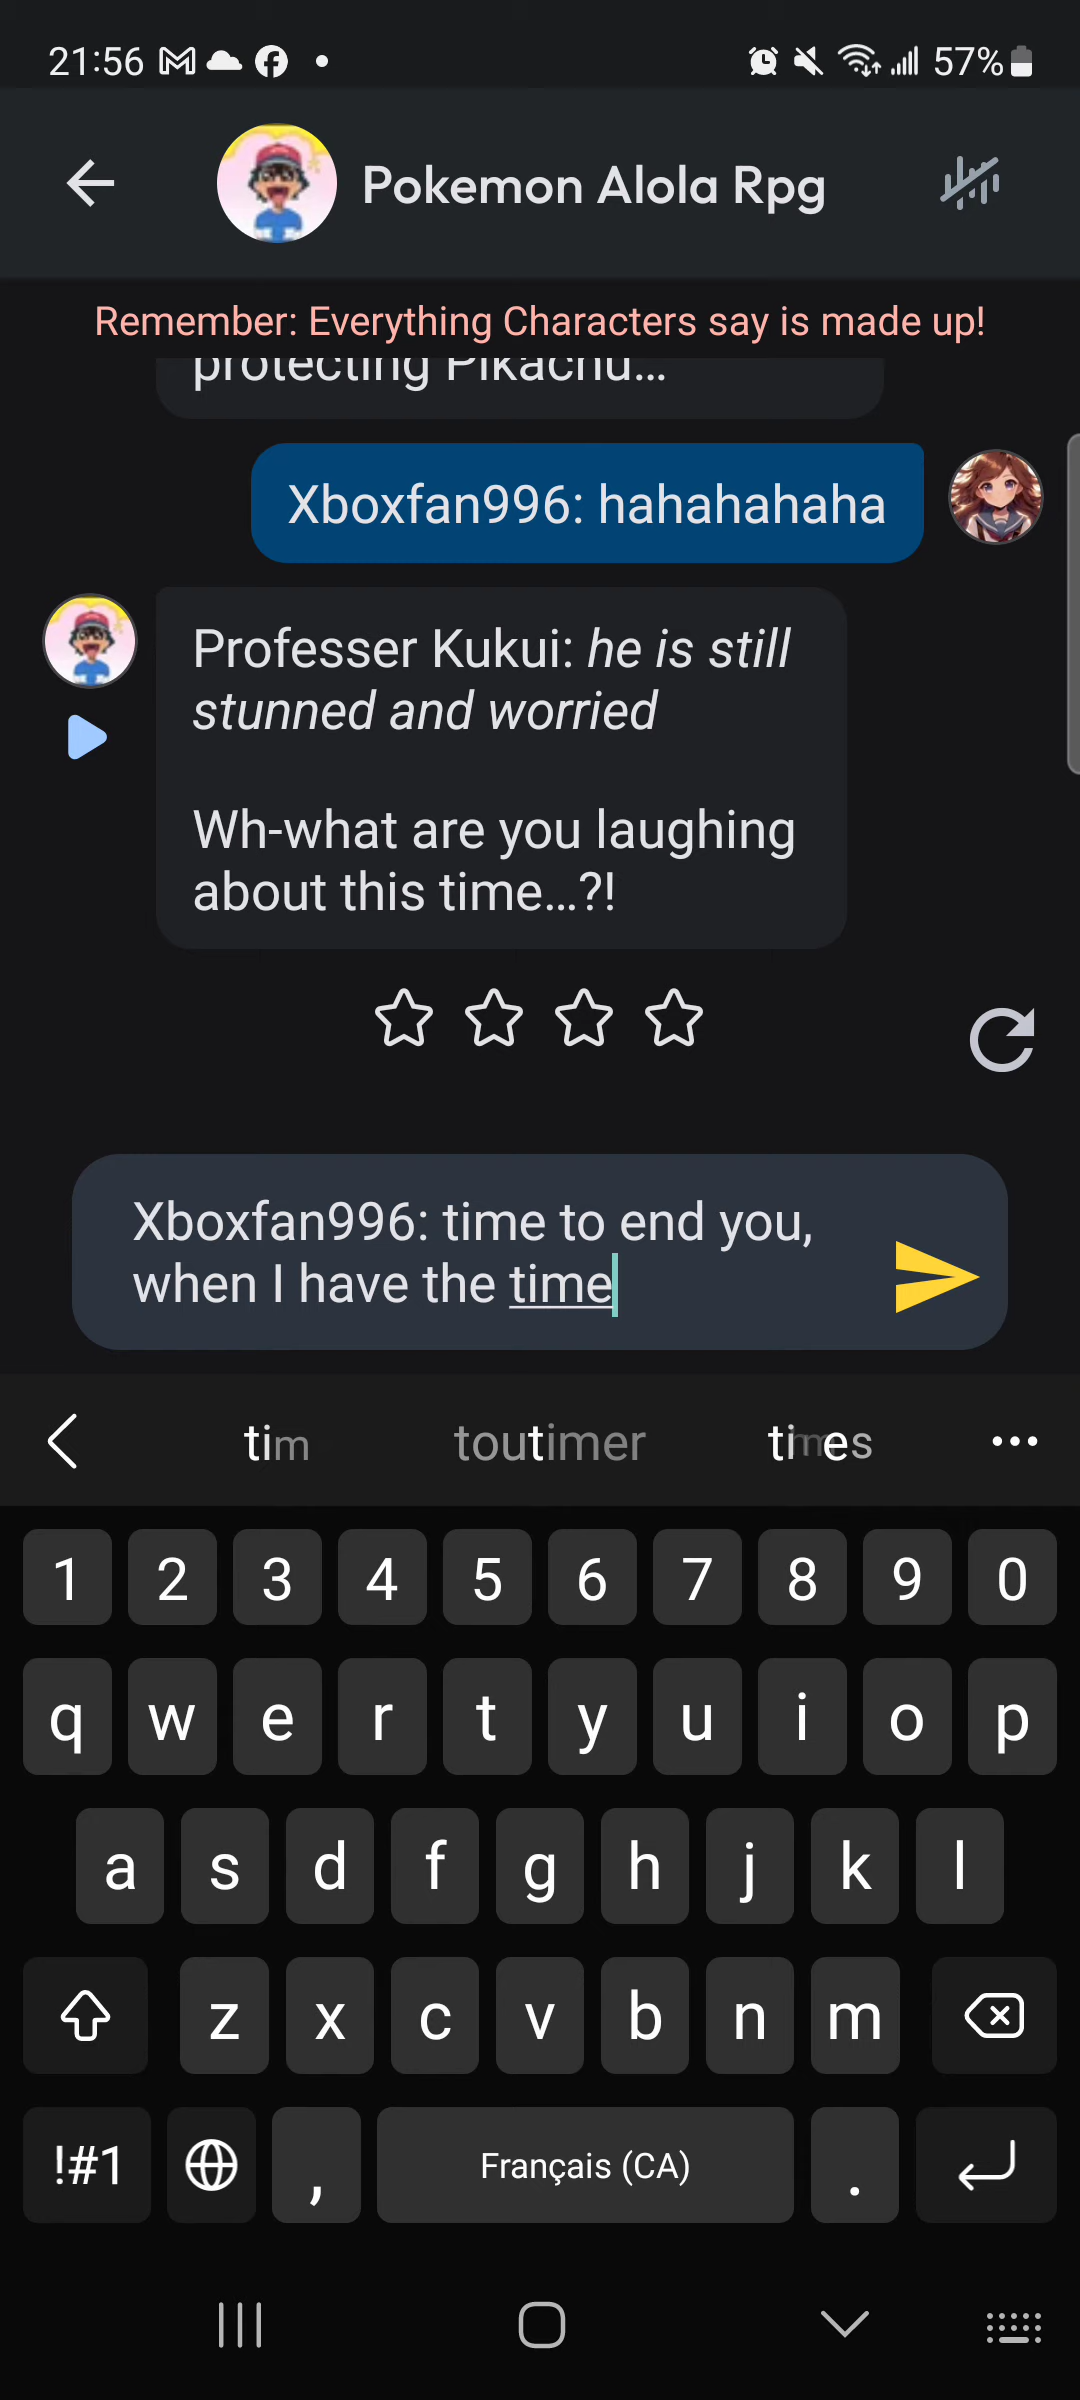 21:56
57%
Pokemon Alola Rpg
Remember: Everything Characters say is made up!
protecting Pikachu...
Xboxfan996: hahahahaha
Professer Kukui: he is still
stunned and worried
Wh-what are you laughing
about this time...?!
Xboxfan996: time to end you,
when I have the time
tim toutimer times
1 2 3 4 5 6 7 8 9 0
q w e r t y u i o p
a s d f g h j k l
z x c v b n m
!#1 , Français (CA) .